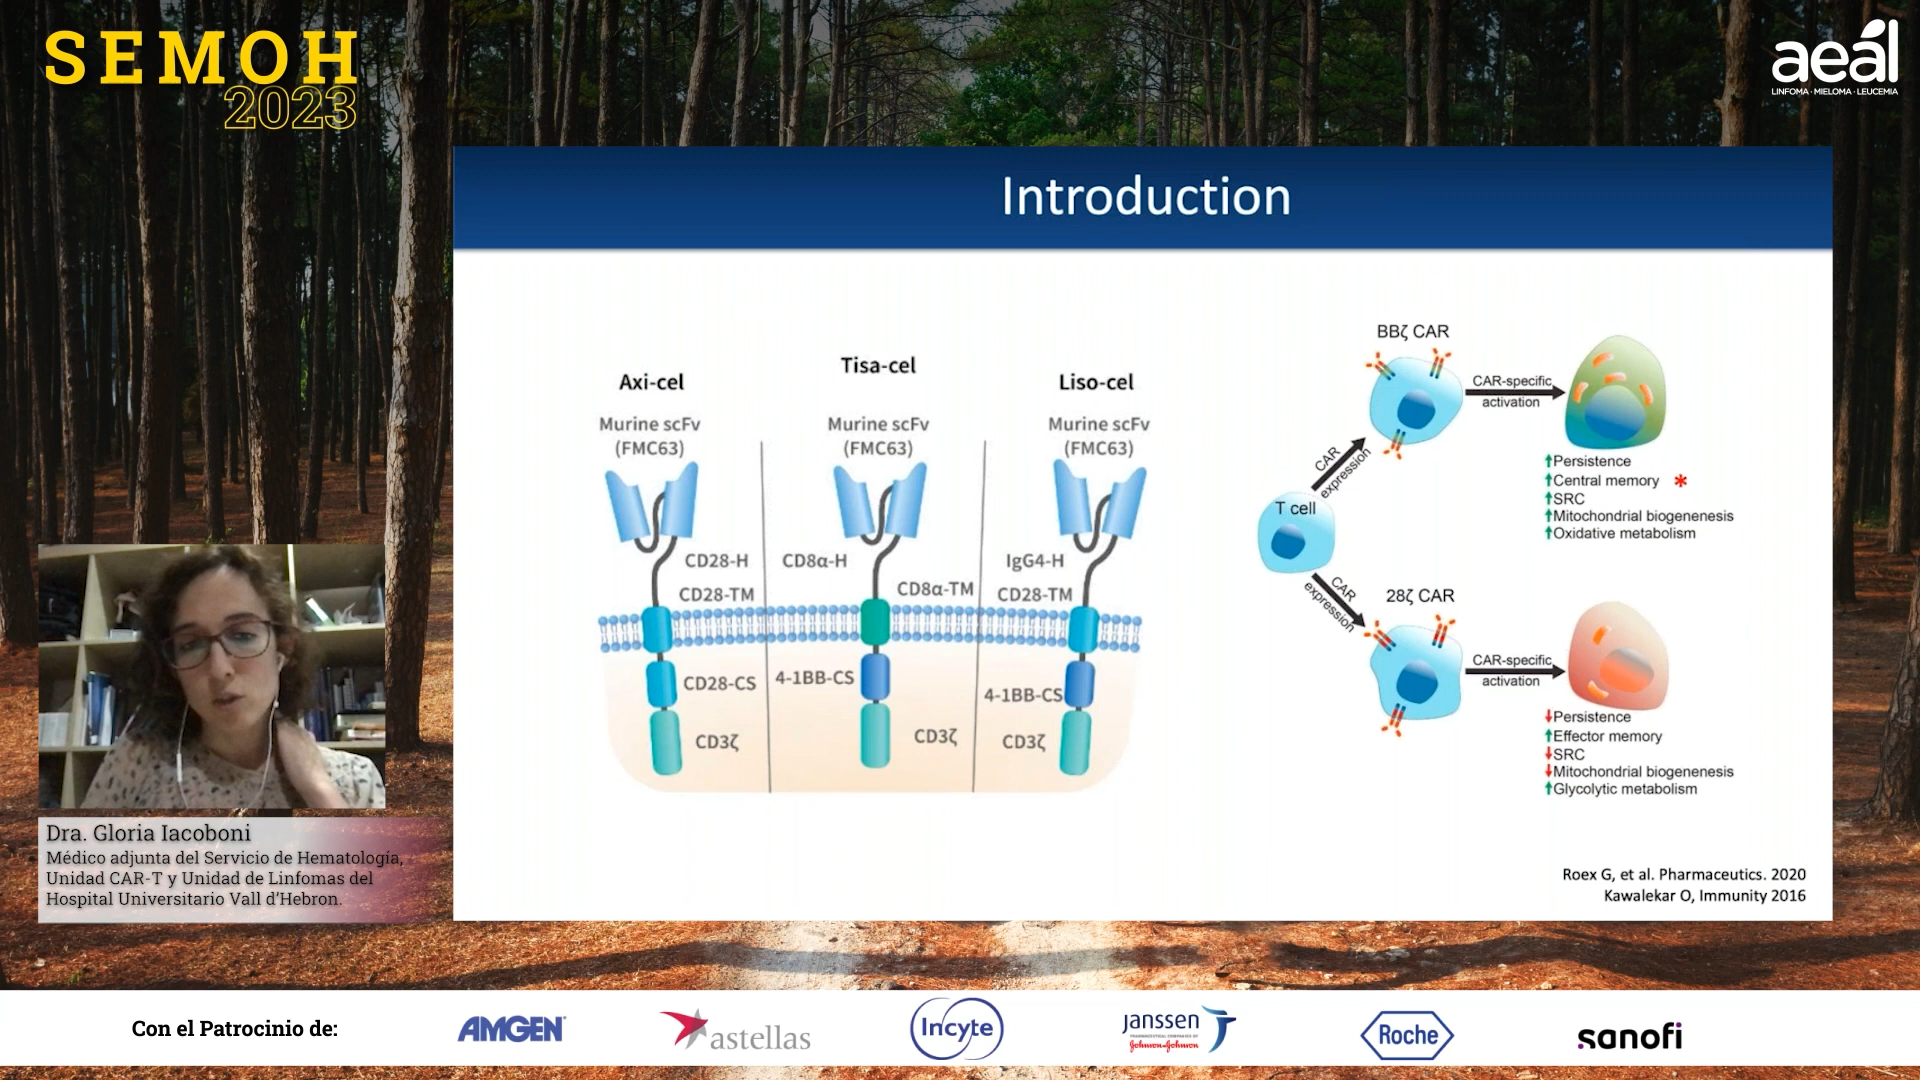 SEMOH
2023
aeál
LINFOMA · MIELOMA · LEUCEMIA
Introduction
Axi-cel
Murine scFv
(FMC63)
CD28-H
CD28-TM
CD28-CS
CD3ζ
Tisa-cel
Murine scFv
(FMC63)
CD8α-H
CD8α-TM
4-1BB-CS
CD3ζ
Liso-cel
Murine scFv
(FMC63)
IgG4-H
CD28-TM
4-1BB-CS
CD3ζ
T cell
CAR
expression
BBζ CAR
CAR-specific
activation
↑Persistence
↑Central memory *
↑SRC
↑Mitochondrial biogenenesis
↑Oxidative metabolism
CAR
expression
28ζ CAR
CAR-specific
activation
↓Persistence
↑Effector memory
↓SRC
↓Mitochondrial biogenenesis
↑Glycolytic metabolism
Roex G, et al. Pharmaceutics. 2020
Kawalekar O, Immunity 2016
Dra. Gloria Iacoboni
Médico adjunta del Servicio de Hematología,
Unidad CAR-T y Unidad de Linfomas del
Hospital Universitario Vall d’Hebron.
Con el Patrocinio de:
AMGEN
astellas
Incyte
janssen
PHARMACEUTICAL COMPANIES OF
Johnson & Johnson
Roche
sanofi